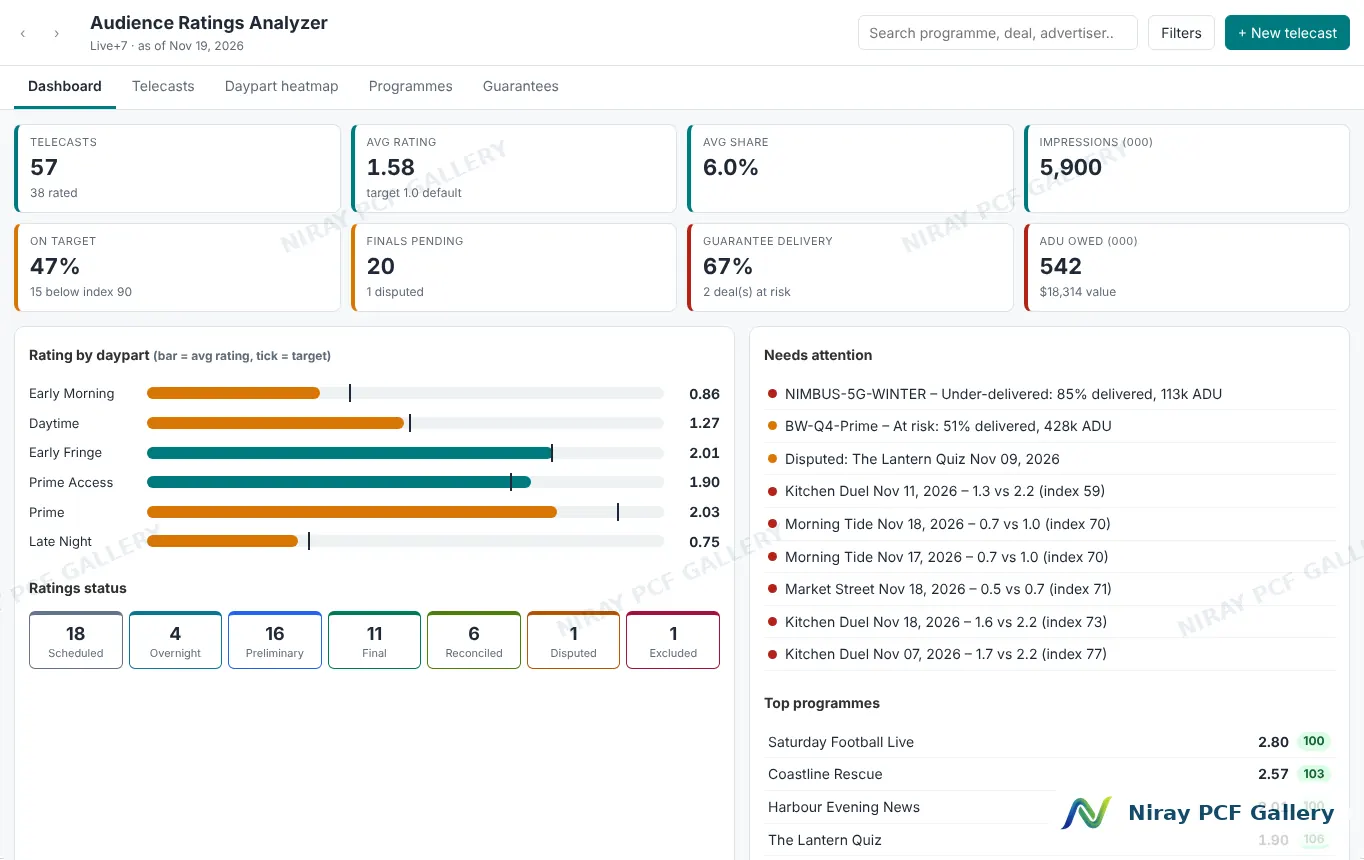 Audience Ratings Analyzer
Live+7 · as of Nov 19, 2026
Search programme, deal, advertiser..
Filters
+ New telecast
Dashboard
Telecasts
Daypart heatmap
Programmes
Guarantees
TELECASTS
57
38 rated
AVG RATING
1.58
target 1.0 default
AVG SHARE
6.0%
IMPRESSIONS (000)
5,900
ON TARGET
47%
15 below index 90
FINALS PENDING
20
1 disputed
GUARANTEE DELIVERY
67%
2 deal(s) at risk
ADU OWED (000)
542
$18,314 value
Rating by daypart (bar = avg rating, tick = target)
Early Morning 0.86
Daytime 1.27
Early Fringe 2.01
Prime Access 1.90
Prime 2.03
Late Night 0.75
Ratings status
18
Scheduled
4
Overnight
16
Preliminary
11
Final
6
Reconciled
1
Disputed
1
Excluded
Needs attention
NIMBUS-5G-WINTER – Under-delivered: 85% delivered, 113k ADU
BW-Q4-Prime – At risk: 51% delivered, 428k ADU
Disputed: The Lantern Quiz Nov 09, 2026
Kitchen Duel Nov 11, 2026 – 1.3 vs 2.2 (index 59)
Morning Tide Nov 18, 2026 – 0.7 vs 1.0 (index 70)
Morning Tide Nov 17, 2026 – 0.7 vs 1.0 (index 70)
Market Street Nov 18, 2026 – 0.5 vs 0.7 (index 71)
Kitchen Duel Nov 18, 2026 – 1.6 vs 2.2 (index 73)
Kitchen Duel Nov 07, 2026 – 1.7 vs 2.2 (index 77)
Top programmes
Saturday Football Live 2.80 100
Coastline Rescue 2.57 103
Harbour Evening News 100
The Lantern Quiz 1.90 106
Niray PCF Gallery
NIRAY PCF GALLERY
NIRAY PCF GALLERY
NIRAY PCF GALLERY